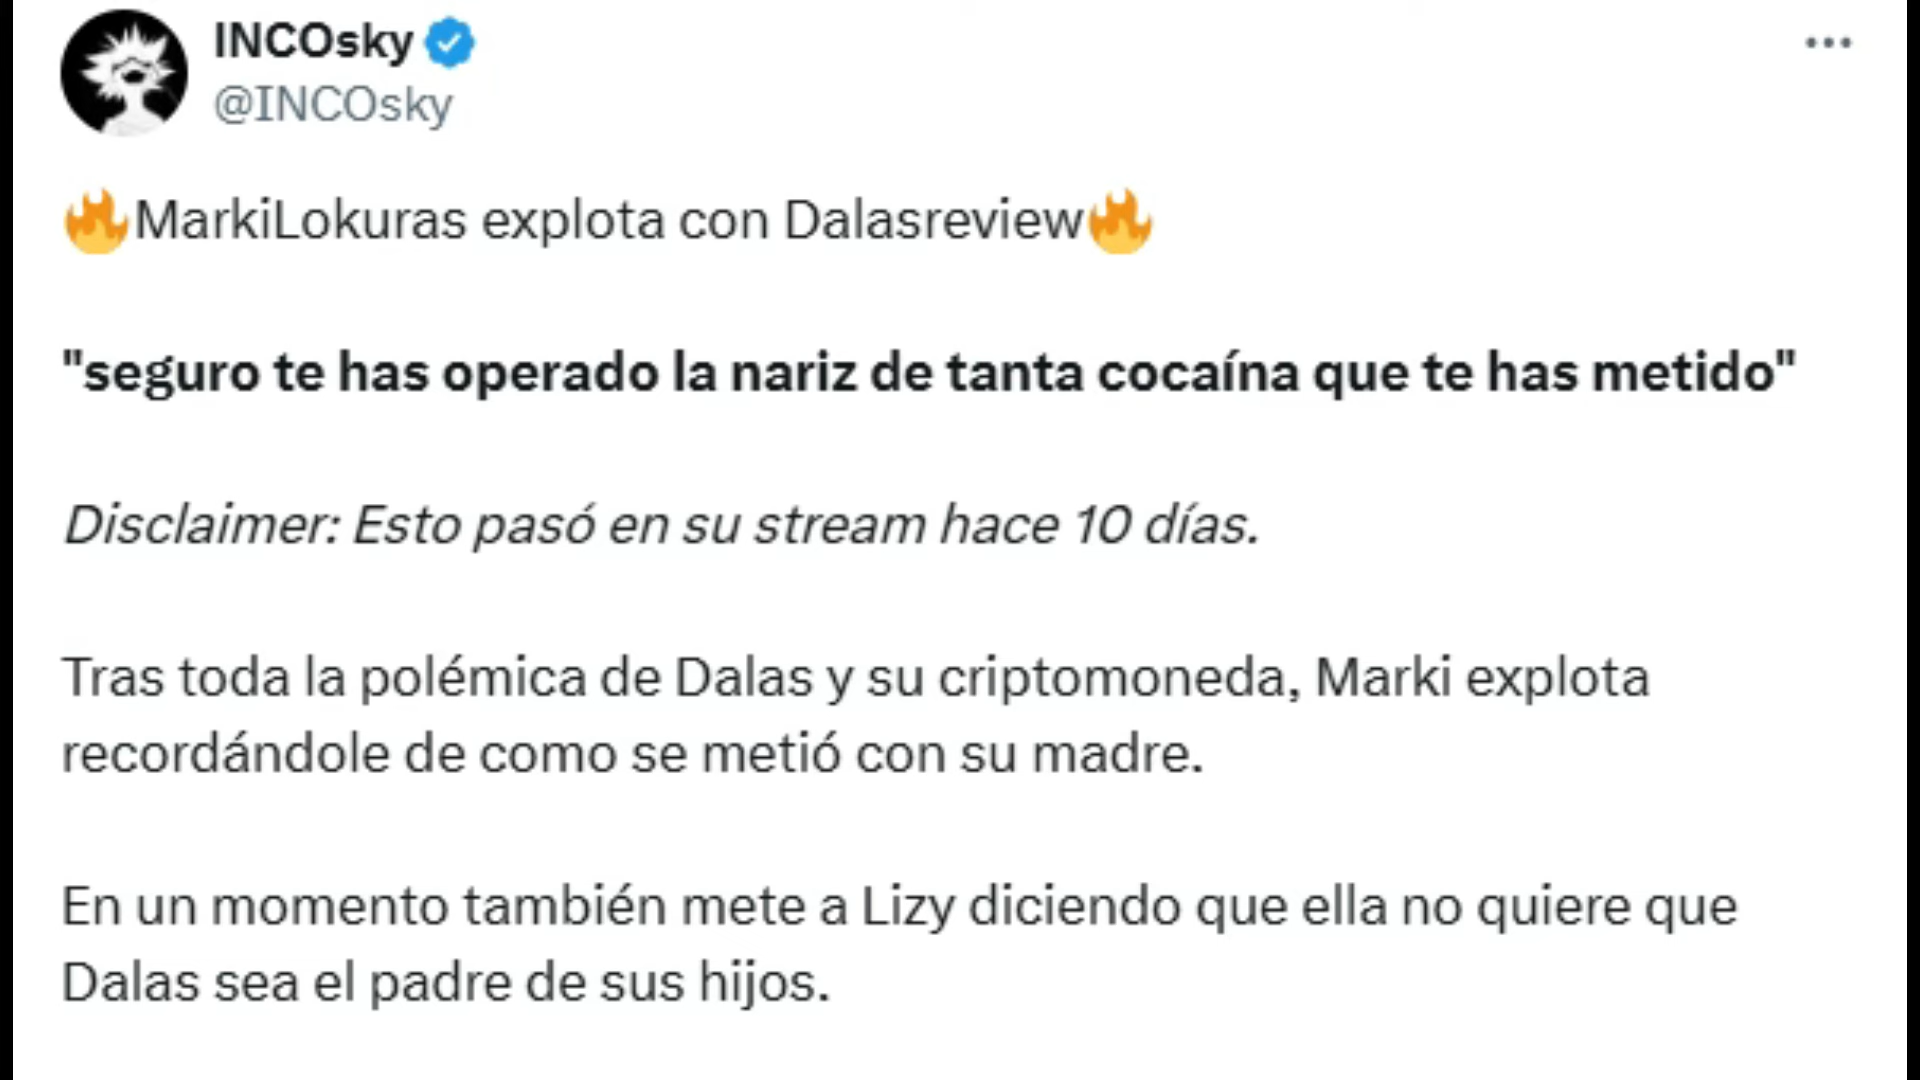 INCOsky
@INCOsky
🔥MarkiLokuras explota con Dalasreview🔥
"seguro te has operado la nariz de tanta cocaína que te has metido"
Disclaimer: Esto pasó en su stream hace 10 días.
Tras toda la polémica de Dalas y su criptomoneda, Marki explota
recordándole de como se metió con su madre.
En un momento también mete a Lizy diciendo que ella no quiere que
Dalas sea el padre de sus hijos.